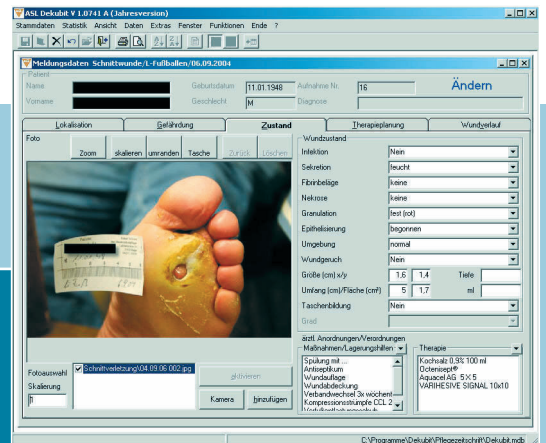 ASL Dekubit V 1.0741 A (Jahresversion)
Stammdaten Statistik Ansicht Daten Extras Fenster Funktionen Ende ?
Meldungsdaten Schnittwunde/L-Fußballen/06.09.2004
Patient
Name Geburtsdatum 11.01.1948 Aufnahme Nr. 16 Ändern
Vorname Geschlecht M Diagnose
Lokalisation Gefährdung Zustand Therapieplanung Wundverlauf
Foto
Zoom skalieren umranden Tasche Zurück Löschen
Wundzustand
Infektion Nein
Sekretion feucht
Fibrinbeläge keine
Nekrose keine
Granulation fest (rot)
Epithelisierung begonnen
Umgebung normal
Wundgeruch Nein
Größe (cm) x/y 1,6 1,4 Tiefe
Umfang (cm)/Fläche (cm²) 5 1,7 ml
Taschenbildung Nein
Grad
ärztl. Anordnungen/Verordnungen
Maßnahmen/Lagerungshilfen: Therapie
Spülung mit ...
Antiseptikum
Wundauflage
Wundabdeckung
Verbandwechsel 3x wöchent
Kompressionsstrümpfe CCL 2
Kochsalz 0,9% 100 ml
Octenisept®
Aquacel AG 5X5
VARIHESIVE SIGNAL 10x10
Fotoauswahl Schnittverletzung\04.09.06 002.jpg
Skalierung
1
aktivieren
Kamera hinzufügen
C:\Programme\Dekubit\Pflegezeitschrift\Dekubit.mdb